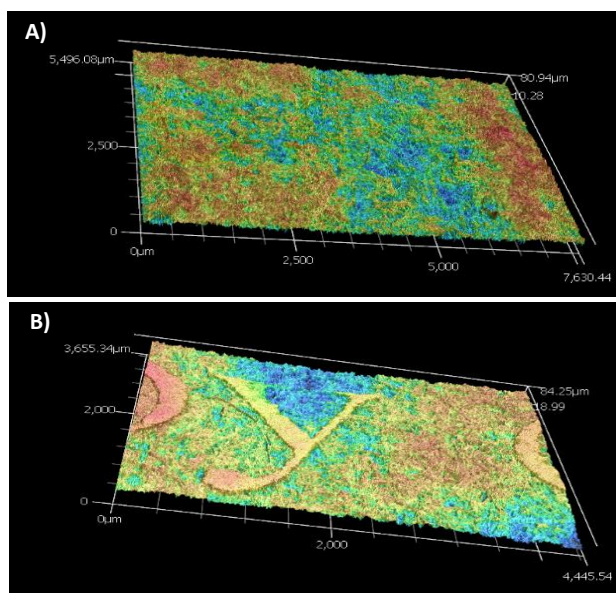 A)
5,496.08µm
80.94µm
10.28
2,500
0
0µm
2,500
5,000
7,630.44
B)
3,655.34µm
84.25µm
18.99
2,000
y
0
0µm
2,000
4,445.54